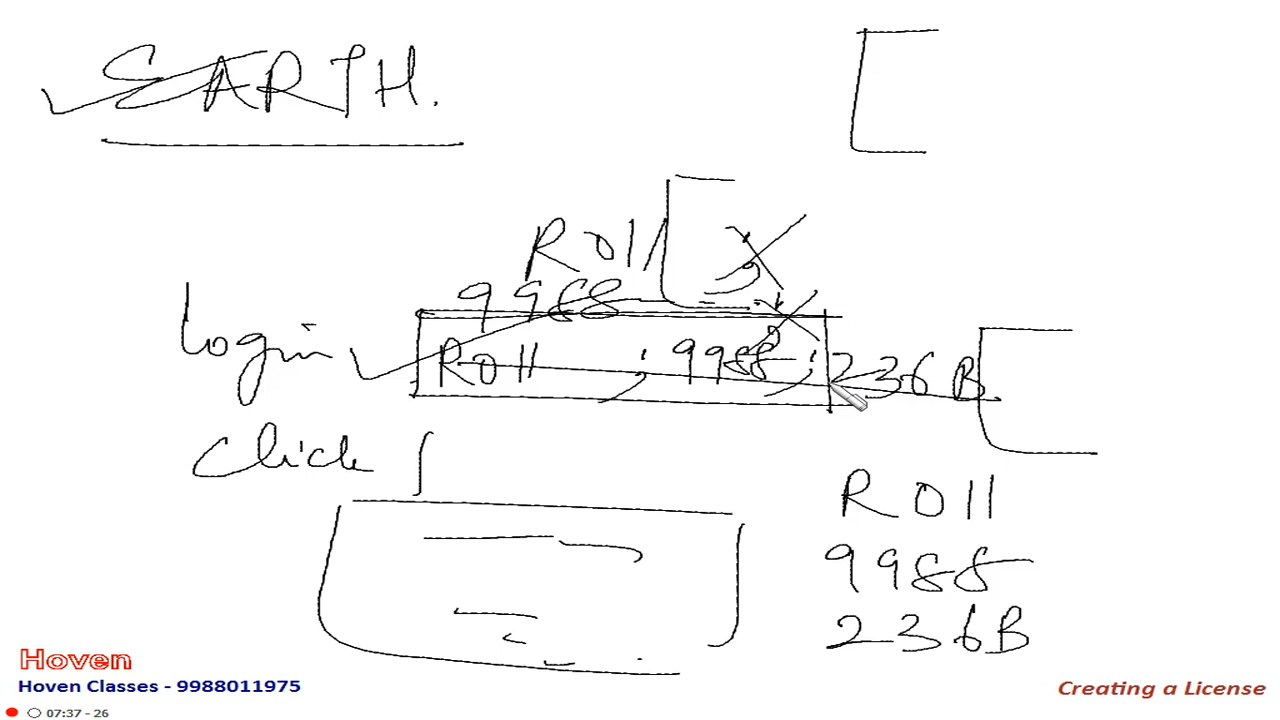 EARTH.
Roll
9988
login
Roll ; 9988 ; 236B
Click
Roll
9988
236B
Hoven
Hoven Classes - 9988011975
Creating a License
07:37 - 26